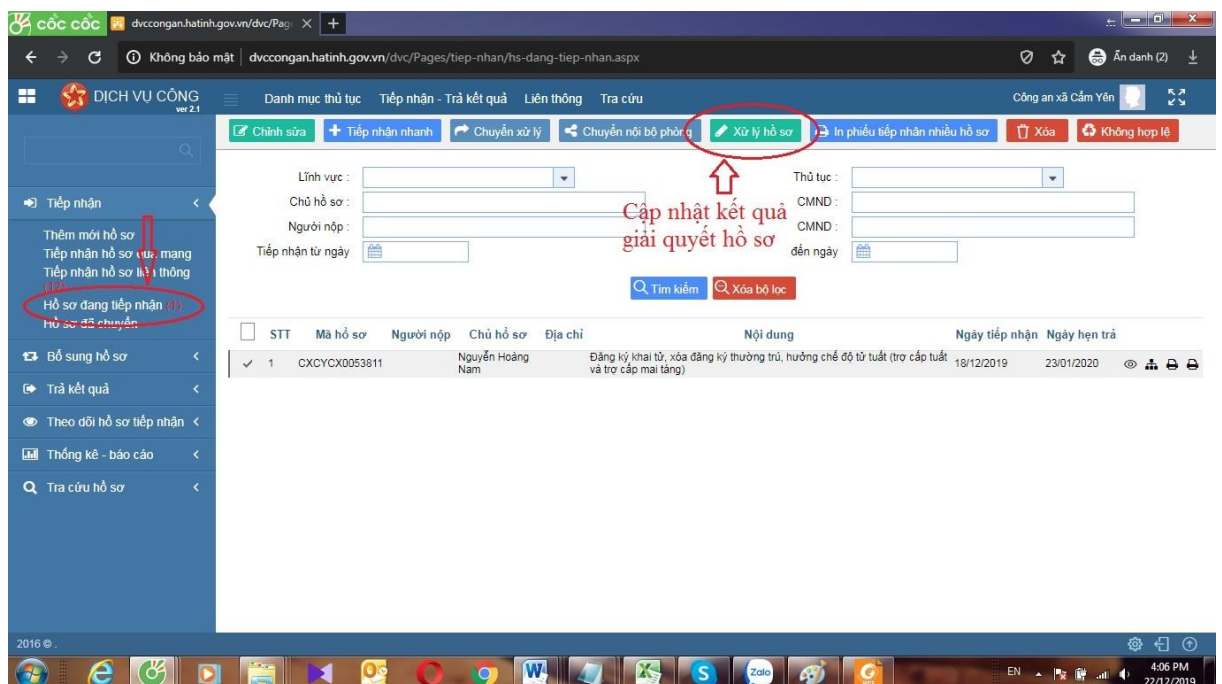 cốc cốc dvccongan.hatinh.gov.vn/dvc/Pag
Không bảo mật dvccongan.hatinh.gov.vn/dvc/Pages/tiep-nhan/hs-dang-tiep-nhan.aspx Ẩn danh (2)
DỊCH VỤ CÔNG
ver 2.1
Danh mục thủ tục Tiếp nhận - Trả kết quả Liên thông Tra cứu Công an xã Cẩm Yên
Chỉnh sửa Tiếp nhận nhanh Chuyển xử lý Chuyển nội bộ phòng Xử lý hồ sơ In phiếu tiếp nhận nhiều hồ sơ Xóa Không hợp lệ
Lĩnh vực : Thủ tục :
Chủ hồ sơ : CMND :
Người nộp : CMND :
Tiếp nhận từ ngày đến ngày
Cập nhật kết quả
giải quyết hồ sơ
Tìm kiếm Xóa bộ lọc
Tiếp nhận
Thêm mới hồ sơ
Tiếp nhận hồ sơ qua mạng
Tiếp nhận hồ sơ liên thông
(12)
Hồ sơ đang tiếp nhận (1)
Hồ sơ đã chuyển
Bổ sung hồ sơ
Trả kết quả
Theo dõi hồ sơ tiếp nhận
Thống kê - báo cáo
Tra cứu hồ sơ
STT Mã hồ sơ Người nộp Chủ hồ sơ Địa chỉ Nội dung Ngày tiếp nhận Ngày hẹn trả
1 CXCYCX0053811 Nguyễn Hoàng Nam Đăng ký khai tử, xóa đăng ký thường trú, hưởng chế độ tử tuất (trợ cấp tuất và trợ cấp mai táng) 18/12/2019 23/01/2020
2016 © .
Zalo
EN 4:06 PM
22/12/2019